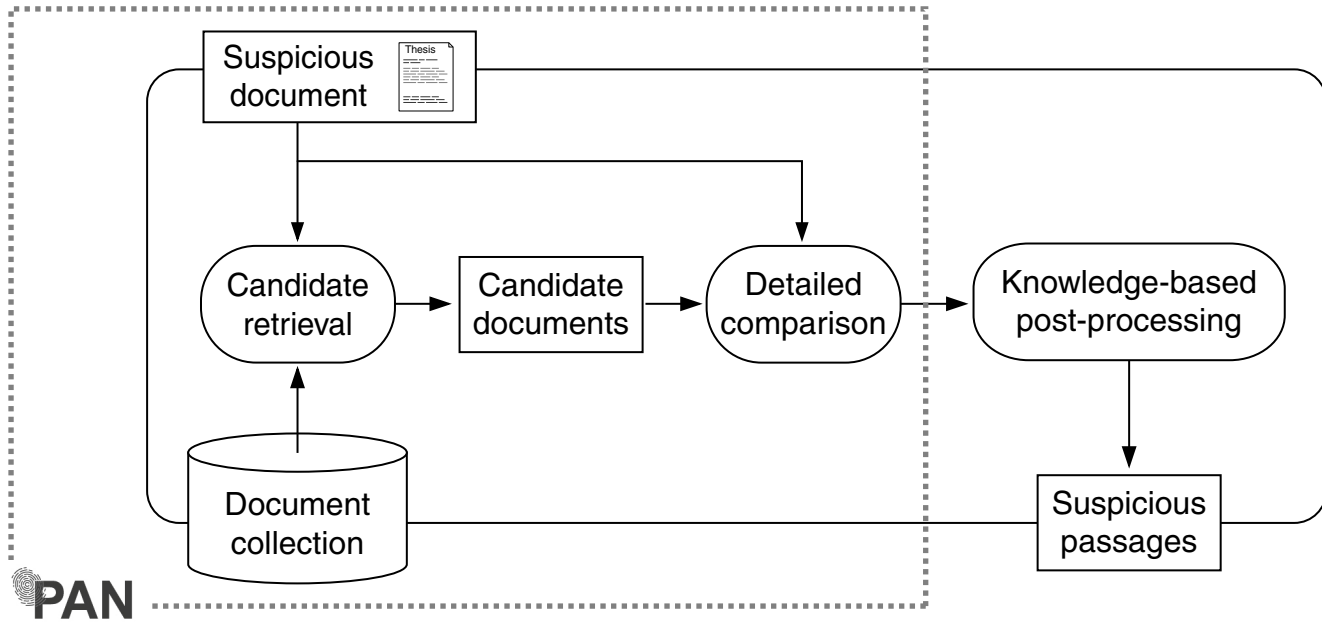 Suspicious
document
Thesis
Candidate
retrieval
Candidate
documents
Detailed
comparison
Knowledge-based
post-processing
Document
collection
Suspicious
passages
PAN